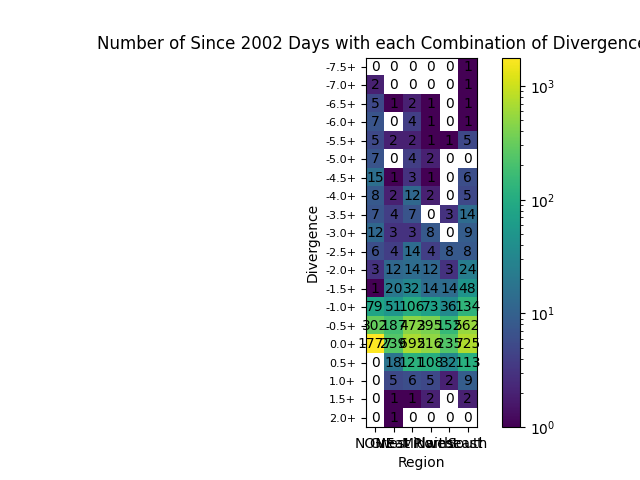 Number of Since 2002 Days with each Combination of Divergence
-7.5+ 0 0 0 0 0 1
-7.0+ 2 0 0 0 0 1
-6.5+ 5 1 2 1 0 1
-6.0+ 7 0 4 1 0 1
-5.5+ 5 2 2 1 1 5
-5.0+ 7 0 4 2 0 0
-4.5+ 15 1 3 1 0 6
-4.0+ 8 2 12 2 0 5
-3.5+ 7 4 7 0 3 14
-3.0+ 12 3 3 8 0 9
-2.5+ 6 4 14 4 8 8
-2.0+ 3 12 14 12 3 24
-1.5+ 1 20 32 14 14 48
-1.0+ 79 51 106 73 36 134
-0.5+ 302 187 562
0.0+ 235 725
0.5+ 0 18 121 108 32 113
1.0+ 0 5 6 5 2 9
1.5+ 0 1 1 2 0 2
2.0+ 0 1 0 0 0 0
Divergence
Region
10³
10²
10¹
10⁰